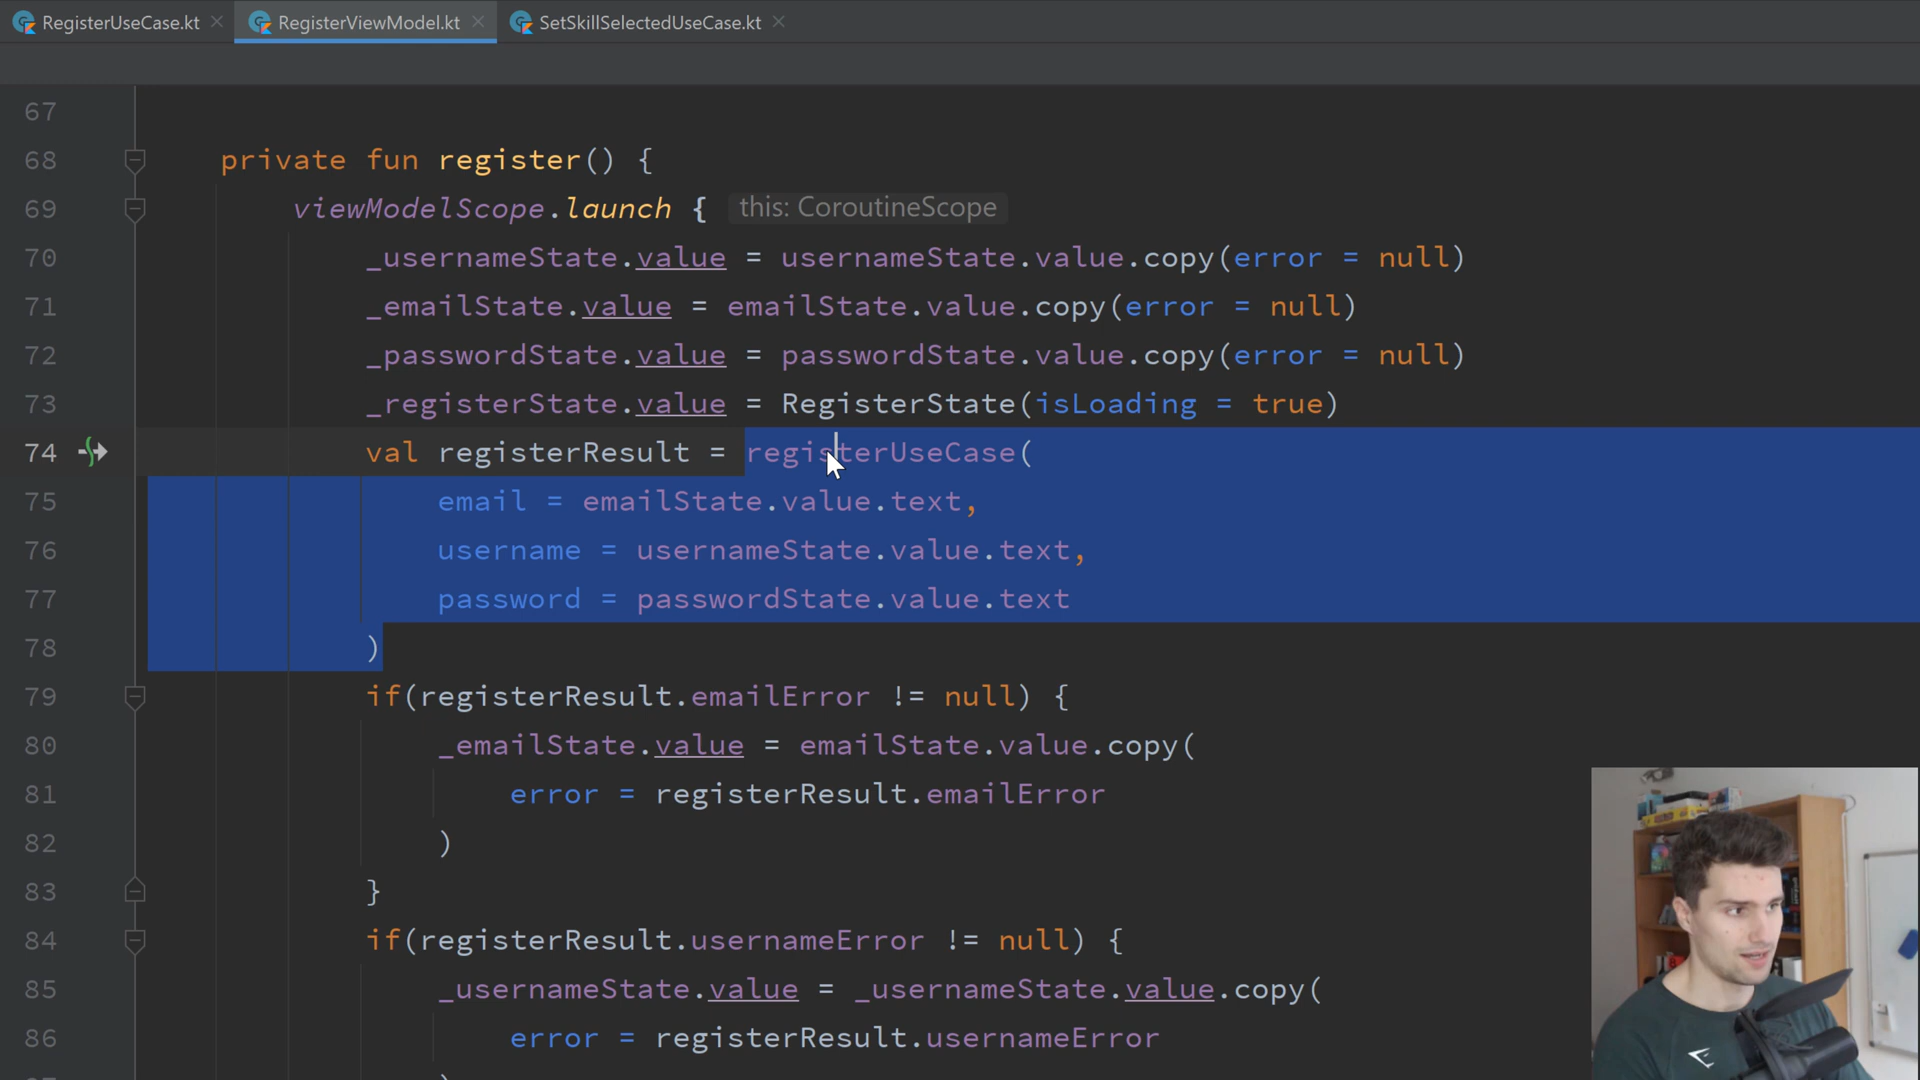 RegisterUseCase.kt RegisterViewModel.kt SetSkillSelectedUseCase.kt
67
68 private fun register() {
69 viewModelScope.launch { this: CoroutineScope
70 _usernameState.value = usernameState.value.copy(error = null)
71 _emailState.value = emailState.value.copy(error = null)
72 _passwordState.value = passwordState.value.copy(error = null)
73 _registerState.value = RegisterState(isLoading = true)
74 val registerResult = registerUseCase(
75 email = emailState.value.text,
76 username = usernameState.value.text,
77 password = passwordState.value.text
78 )
79 if(registerResult.emailError != null) {
80 _emailState.value = emailState.value.copy(
81 error = registerResult.emailError
82 )
83 }
84 if(registerResult.usernameError != null) {
85 _usernameState.value = _usernameState.value.copy(
86 error = registerResult.usernameError